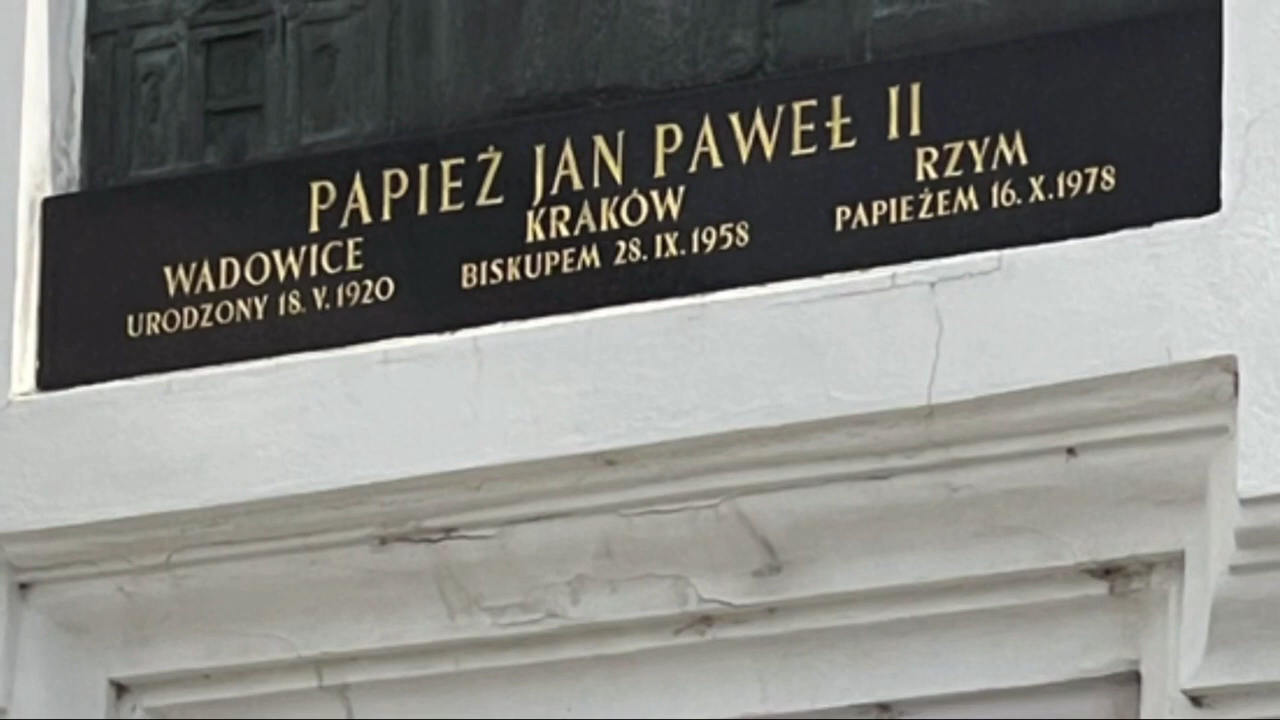 PAPIEŻ JAN PAWEŁ II
WADOWICE
URODZONY 18. V. 1920
KRAKÓW
BISKUPEM 28. IX. 1958
RZYM
PAPIEŻEM 16. X. 1978